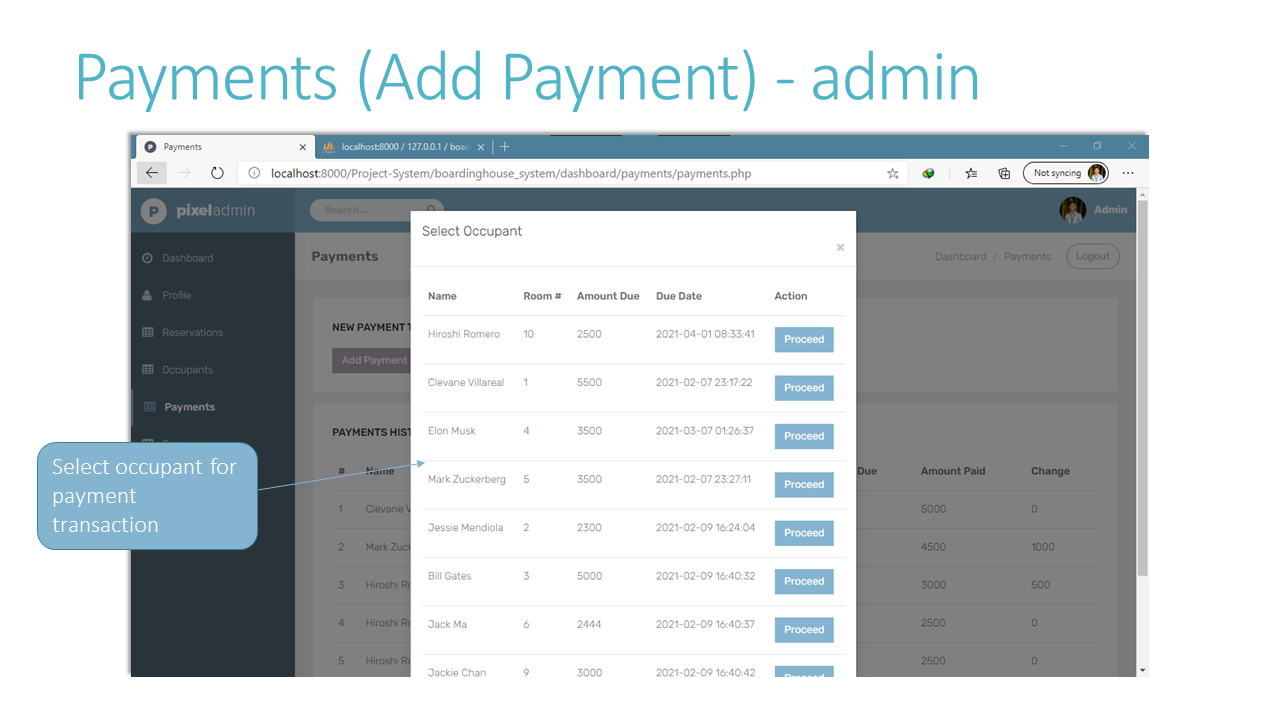 Payments (Add Payment) - admin
Payments
localhost:8000 / 127.0.0.1 / boar
localhost:8000/Project-System/boardinghouse_system/dashboard/payments/payments.php
Not syncing
P pixeladmin
Search...
Admin
Select Occupant
Payments
Dashboard / Payments
Logout
Dashboard
Profile
Reservations
Occupants
Payments
NEW PAYMENT
Add Payment
Name Room # Amount Due Due Date Action
Hiroshi Romero 10 2500 2021-04-01 08:33:41 Proceed
Clevane Villareal 1 5500 2021-02-07 23:17:22 Proceed
Elon Musk 4 3500 2021-03-07 01:26:37 Proceed
Mark Zuckerberg 5 3500 2021-02-07 23:27:11 Proceed
Jessie Mendiola 2 2300 2021-02-09 16:24:04 Proceed
Bill Gates 3 5000 2021-02-09 16:40:32 Proceed
Jack Ma 6 2444 2021-02-09 16:40:37 Proceed
Jackie Chan 9 3000 2021-02-09 16:40:42 Proceed
PAYMENTS HIST
# Name Due Amount Paid Change
1 Clevane V 5000 0
2 Mark Zuck 4500 1000
3 Hiroshi Ro 3000 500
4 Hiroshi Ro 2500 0
5 Hiroshi Ro 2500 0
Select occupant for
payment
transaction